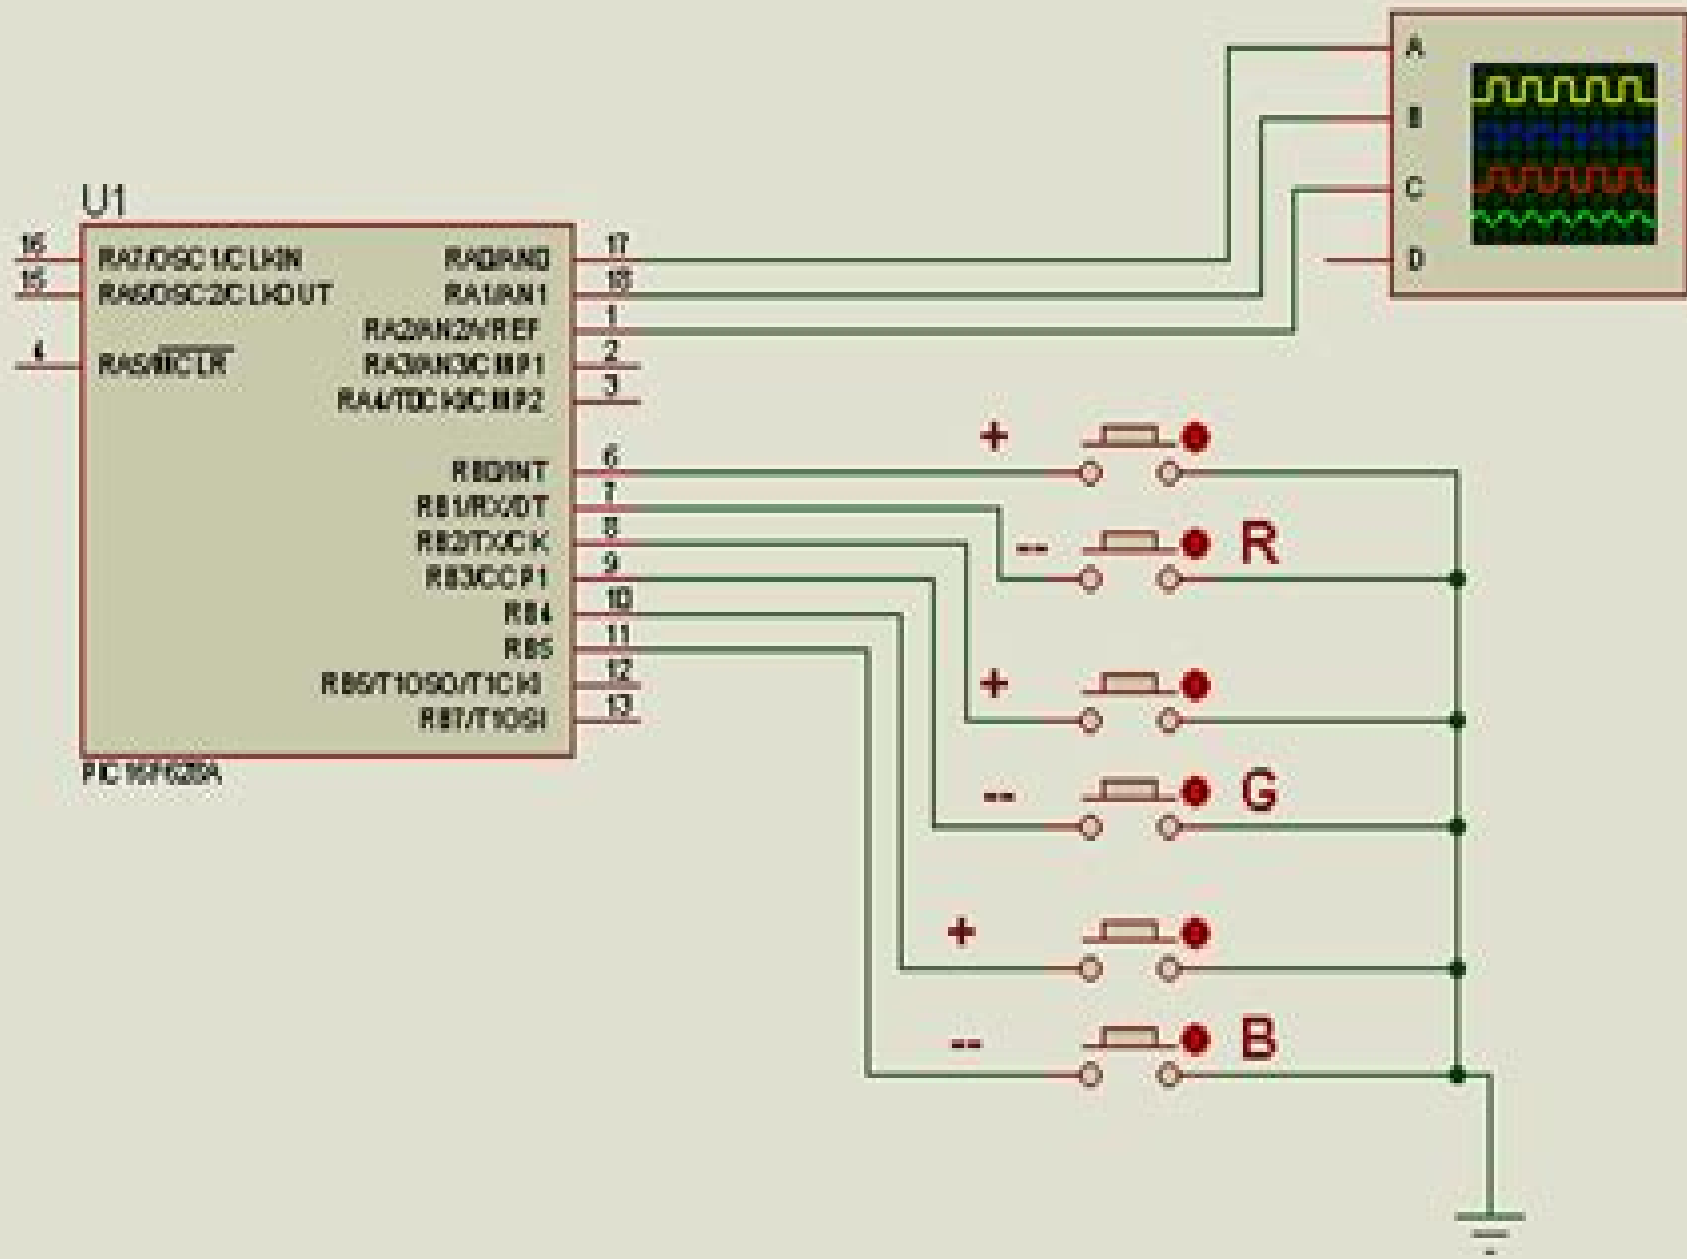 U1
16
RA7/OSC1/CLKIN
15
RA6/OSC2/CLKOUT
4
RA5/MCLR
RA0/AN0
17
RA1/AN1
18
RA2/AN2/VREF
1
RA3/AN3/CMP1
2
RA4/T0CKI/CMP2
3
RB0/INT
6
RB1/RX/DT
7
RB2/TX/CK
8
RB3/CCP1
9
RB4
10
RB5
11
RB6/T1OSO/T1CKI
12
RB7/T1OSI
13
PIC16F628A
A
B
C
D
+
-- R
+
-- G
+
-- B